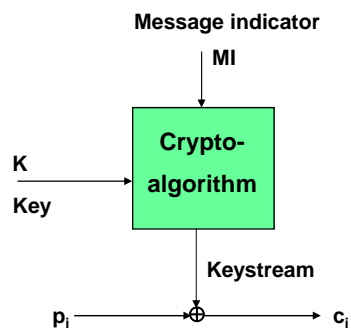 Message indicator
MI
Crypto-
algorithm
K
Key
Keystream
pi
ci